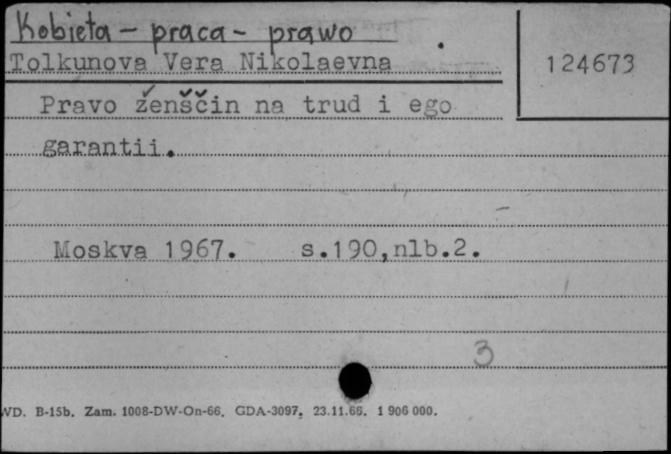 Kobieta - praca - prawo
Tolkunova Vera Nikolaevna
124673
Pravo ženščin na trud i ego
garantii.
Moskva 1967. s.190,nlb.2.
3
WD. B-15b. Zam. 1008-DW-On-66. GDA-3097. 23.11.66. 1 906 000.